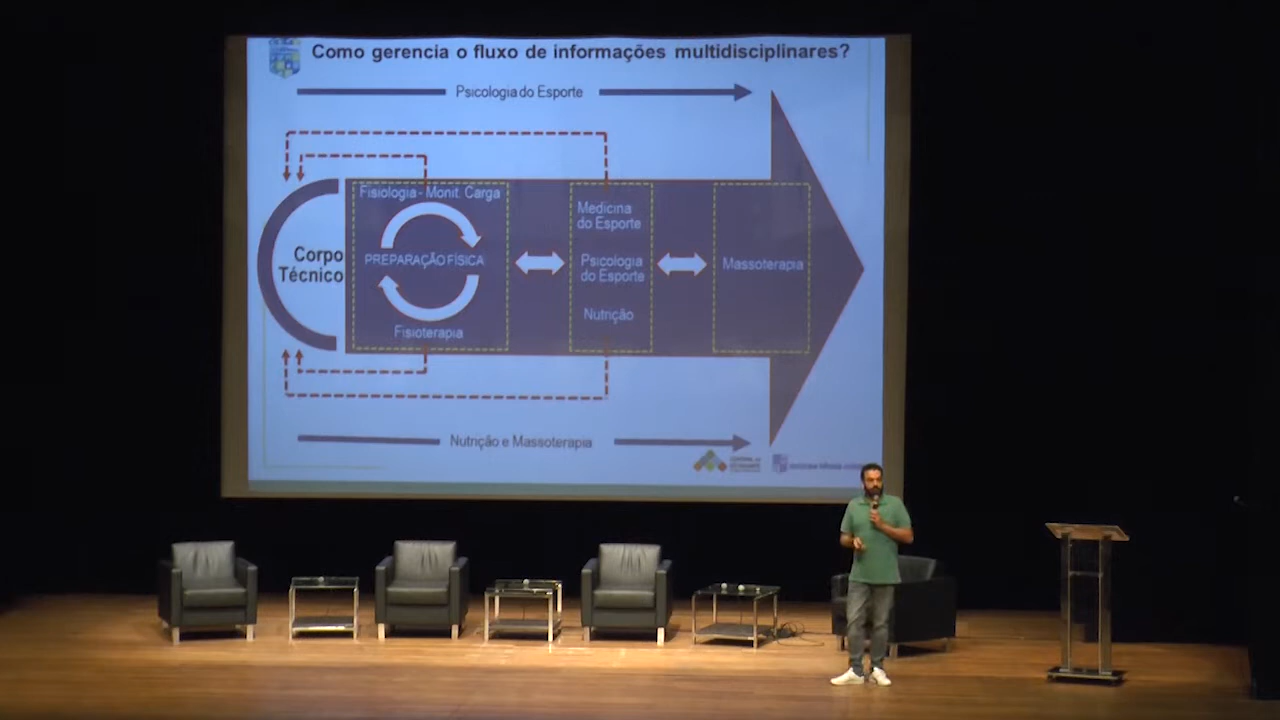 Como gerencia o fluxo de informações multidisciplinares?
Psicologia do Esporte
Fisiologia - Monit. Carga
PREPARAÇÃO FÍSICA
Fisioterapia
Corpo
Técnico
Medicina
do Esporte
Psicologia
do Esporte
Nutrição
Massoterapia
Nutrição e Massoterapia